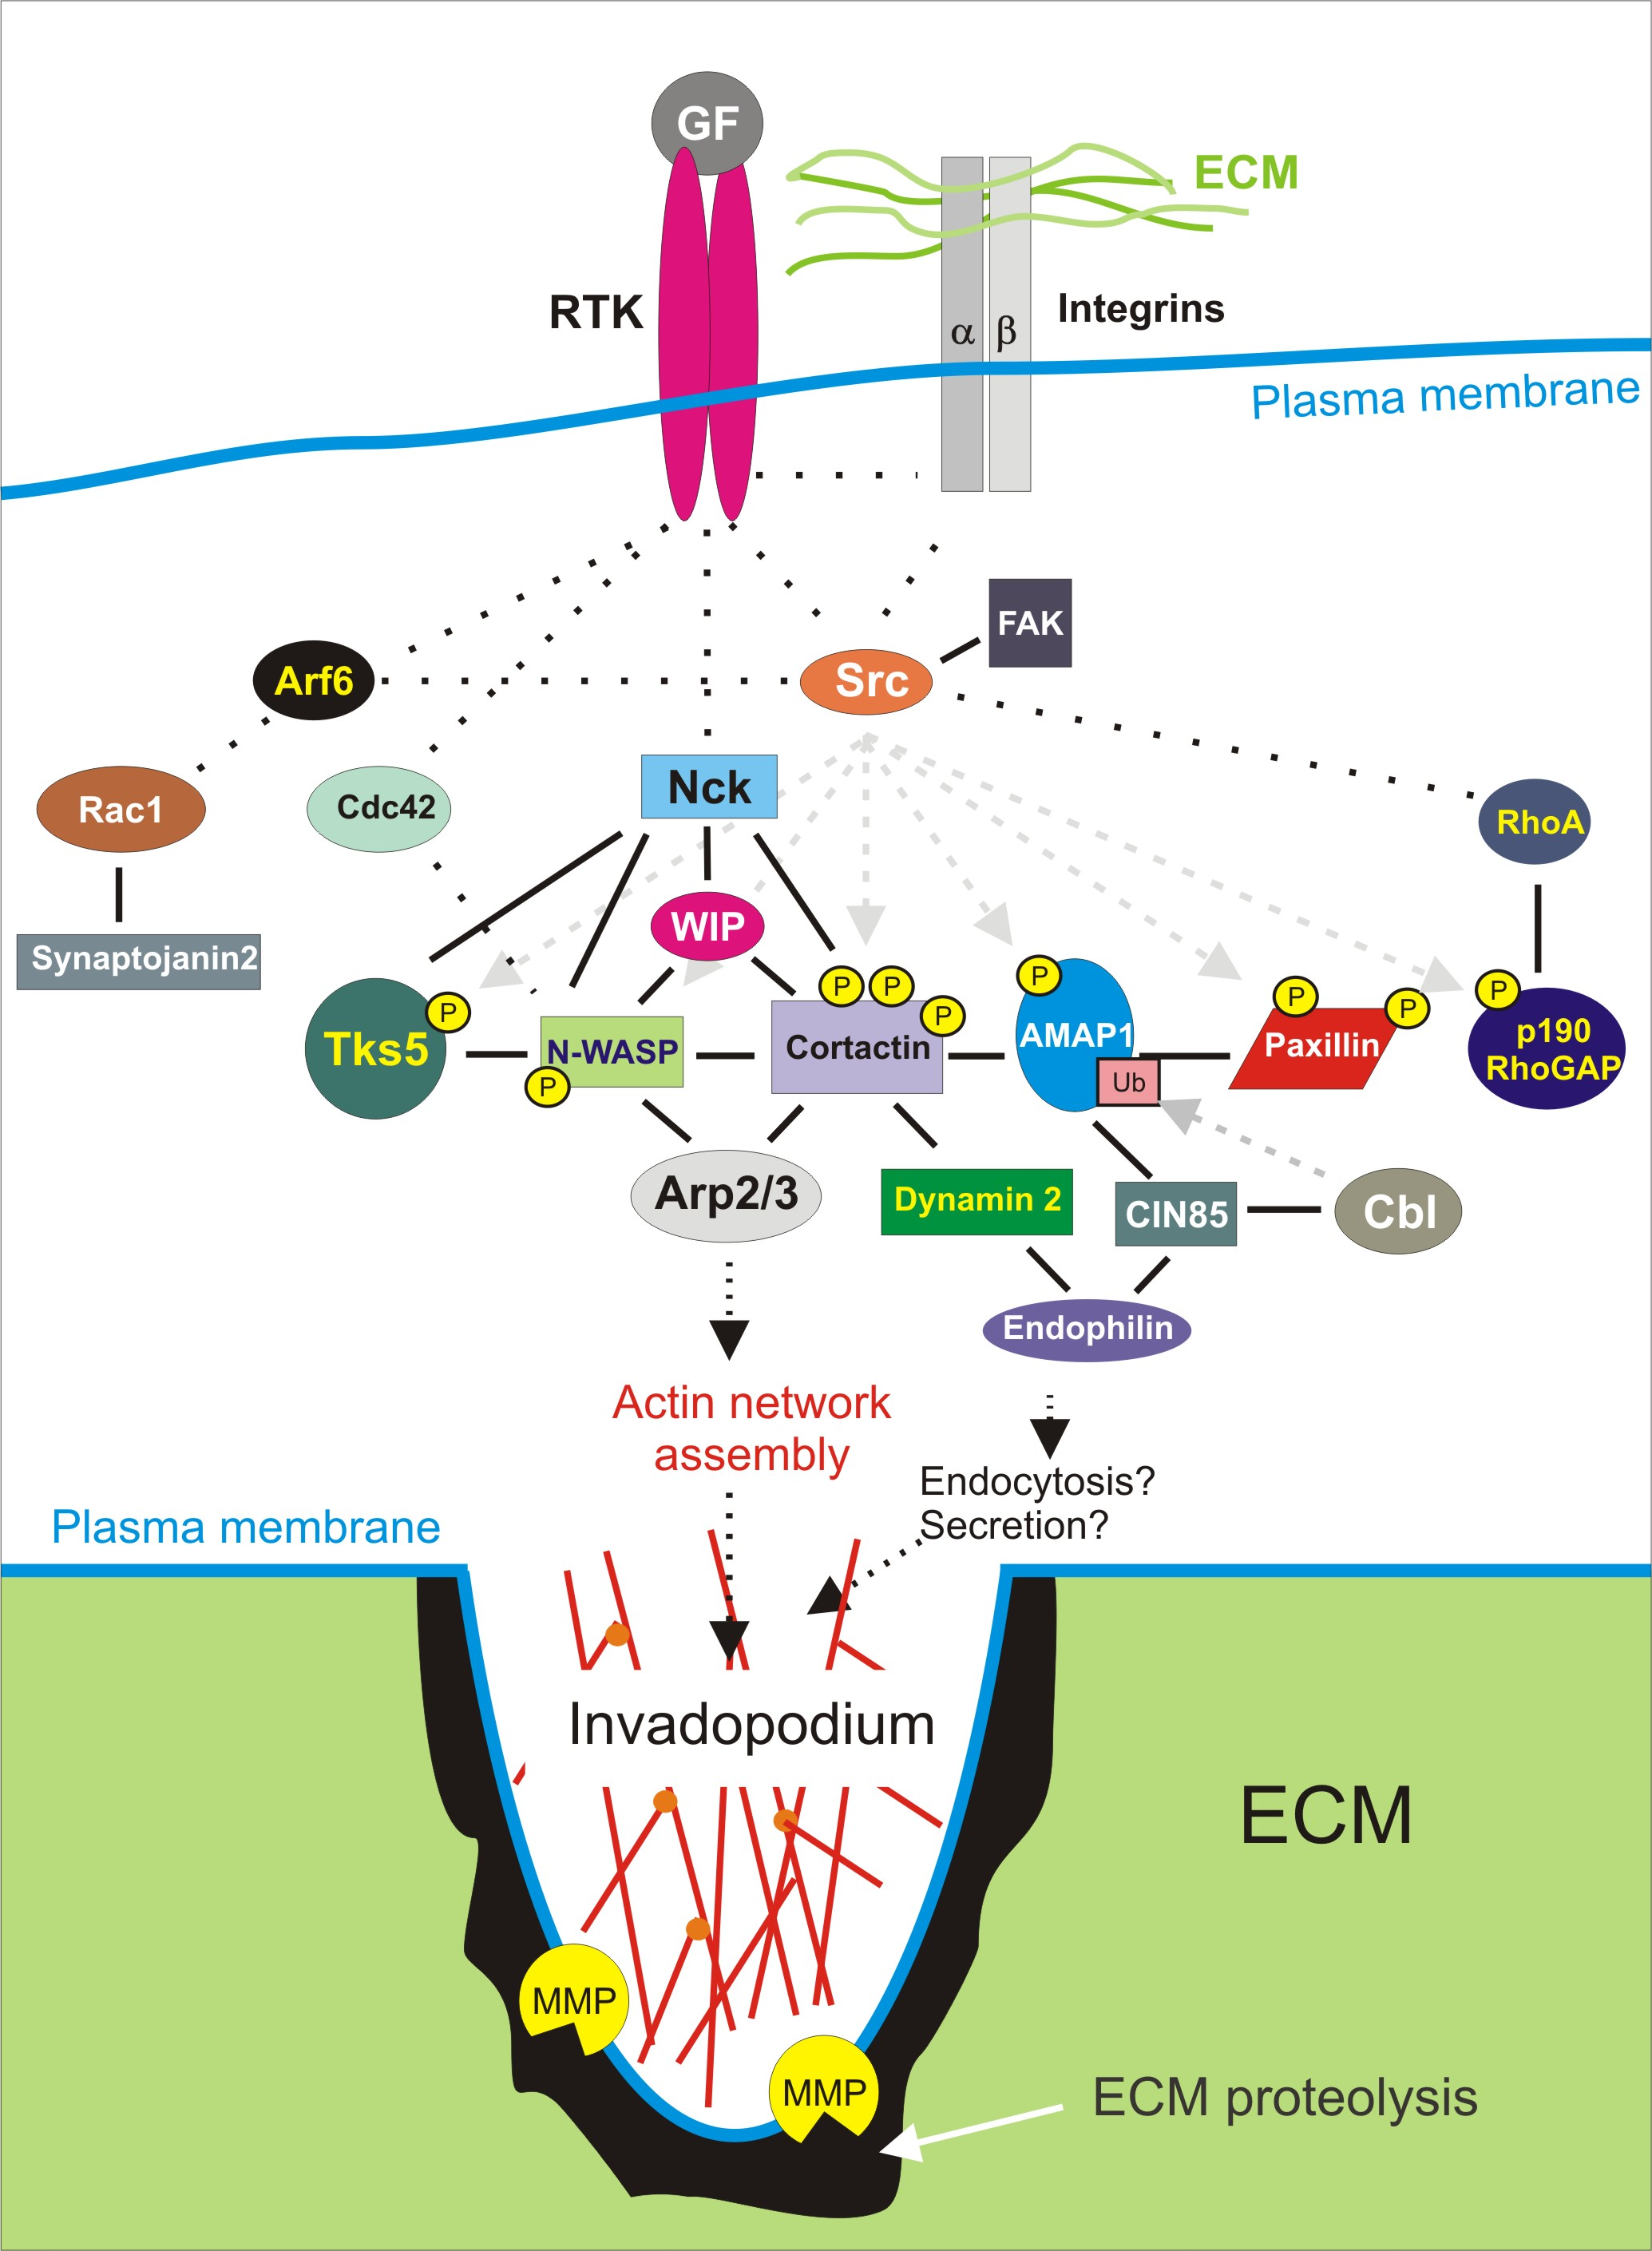 GF
ECM
RTK
Integrins
α β
Plasma membrane
FAK
Arf6
Src
Nck
Rac1
Cdc42
RhoA
WIP
Synaptojanin2
P
P
P
P
P
P
P
P
Tks5
N-WASP
Cortactin
AMAP1
Paxillin
p190
RhoGAP
P
Ub
Arp2/3
Dynamin 2
CIN85
Cbl
Endophilin
Actin network
assembly
Endocytosis?
Secretion?
Plasma membrane
Invadopodium
ECM
MMP
MMP
ECM proteolysis